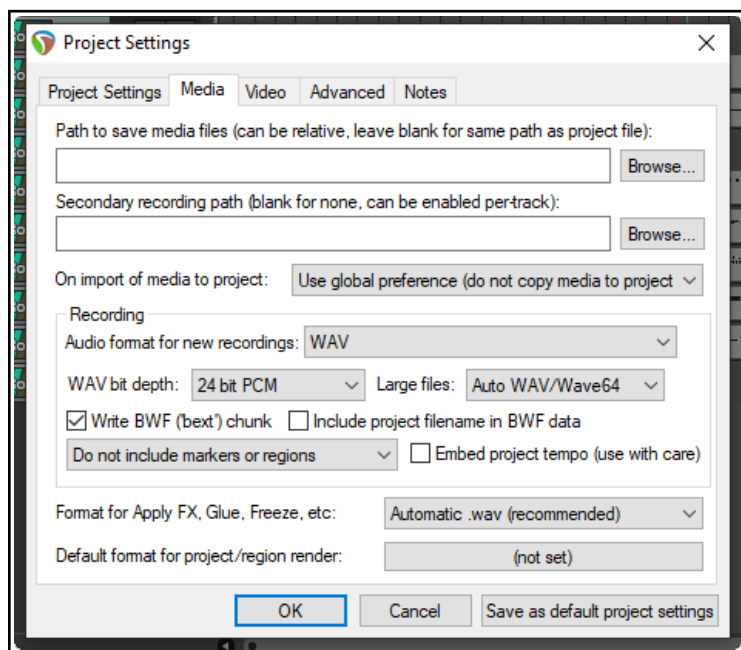 Project Settings
Project Settings Media Video Advanced Notes
Path to save media files (can be relative, leave blank for same path as project file):
Browse...
Secondary recording path (blank for none, can be enabled per-track):
Browse...
On import of media to project: Use global preference (do not copy media to project
Recording
Audio format for new recordings: WAV
WAV bit depth: 24 bit PCM Large files: Auto WAV/Wave64
Write BWF ('bext') chunk Include project filename in BWF data
Do not include markers or regions Embed project tempo (use with care)
Format for Apply FX, Glue, Freeze, etc: Automatic .wav (recommended)
Default format for project/region render: (not set)
OK Cancel Save as default project settings